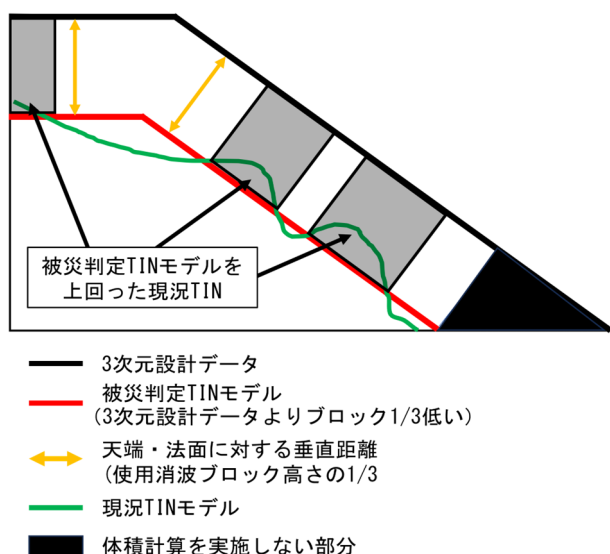 被災判定TINモデルを
上回った現況TIN
3次元設計データ
被災判定TINモデル
(3次元設計データよりブロック1/3低い)
天端・法面に対する垂直距離
(使用消波ブロック高さの1/3
現況TINモデル
体積計算を実施しない部分